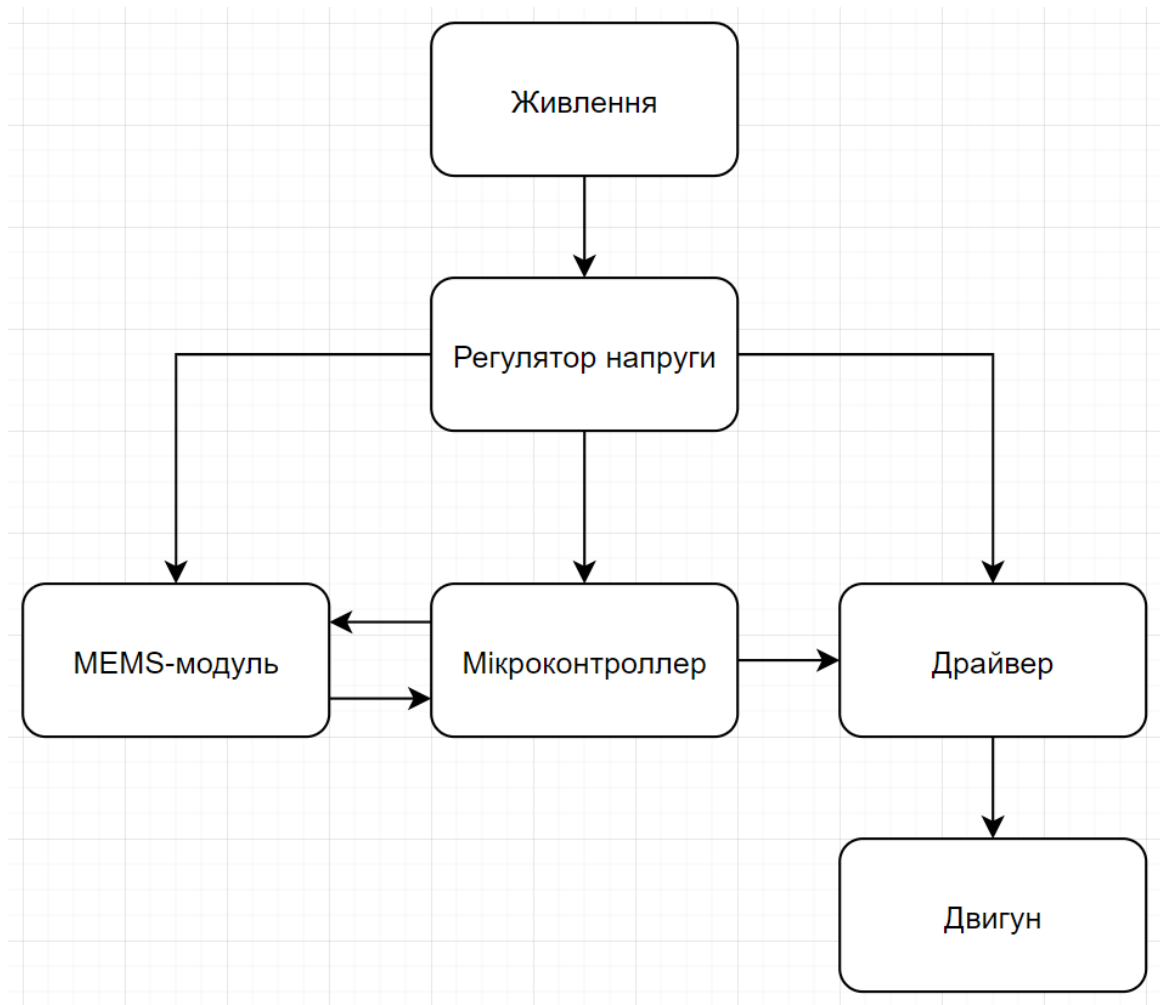 Живлення
Регулятор напруги
MEMS-модуль
Мікроконтроллер
Драйвер
Двигун